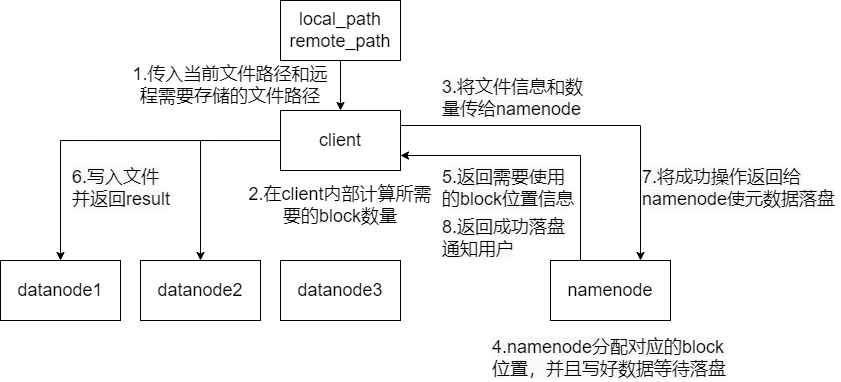 local_path
remote_path
1.传入当前文件路径和远
程需要存储的文件路径
3.将文件信息和数
量传给namenode
client
6.写入文件
并返回result
2.在client内部计算所需
要的block数量
5.返回需要使用
的block位置信息
8.返回成功落盘
通知用户
7.将成功操作返回给
namenode使元数据落盘
datanode1
datanode2
datanode3
namenode
4.namenode分配对应的block
位置，并且写好数据等待落盘